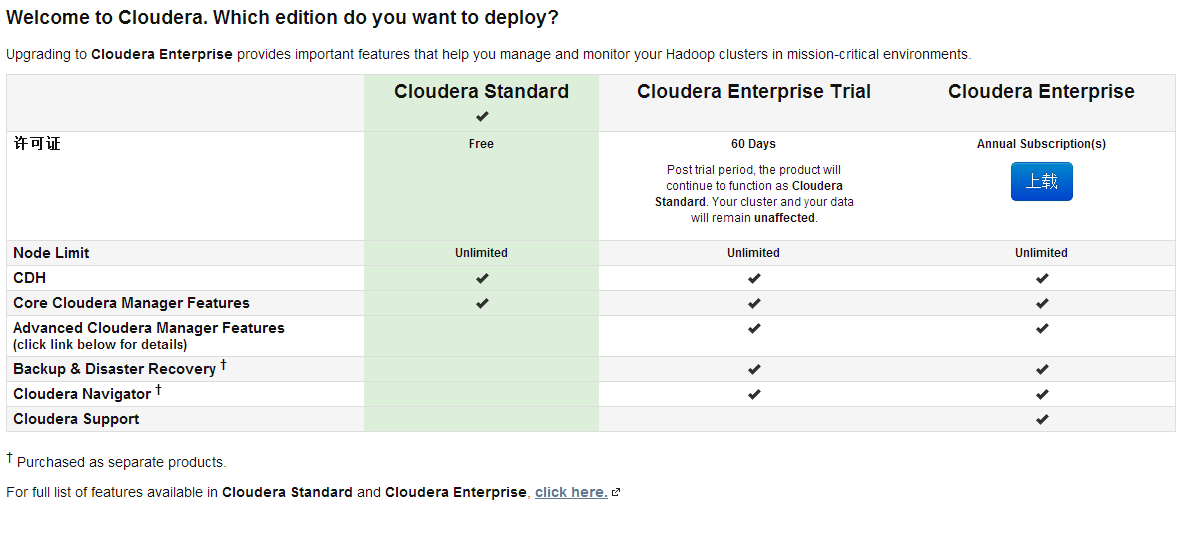 Welcome to Cloudera. Which edition do you want to deploy?
Upgrading to Cloudera Enterprise provides important features that help you manage and monitor your Hadoop clusters in mission-critical environments.
Cloudera Standard Cloudera Enterprise Trial Cloudera Enterprise
许可证 Free 60 Days Annual Subscription(s)
Post trial period, the product will
continue to function as Cloudera
Standard. Your cluster and your data
will remain unaffected.
上载
Node Limit Unlimited Unlimited Unlimited
CDH
Core Cloudera Manager Features
Advanced Cloudera Manager Features
(click link below for details)
Backup & Disaster Recovery †
Cloudera Navigator †
Cloudera Support
† Purchased as separate products.
For full list of features available in Cloudera Standard and Cloudera Enterprise, click here.